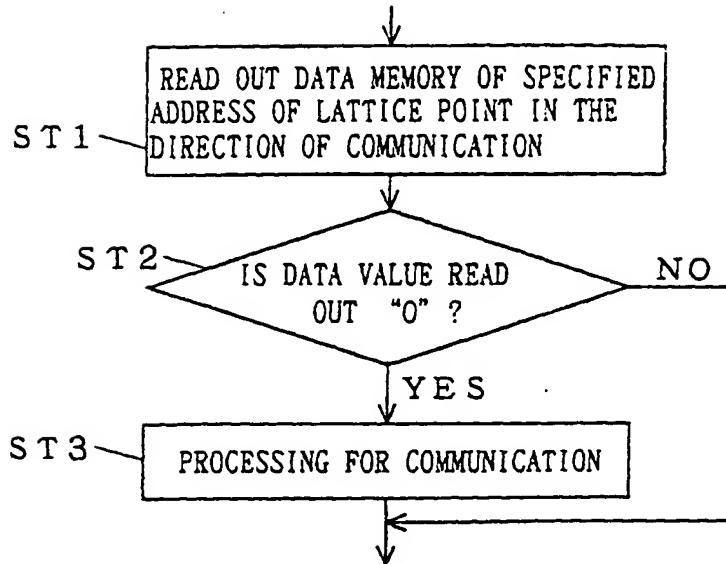 READ OUT DATA MEMORY OF SPECIFIED
ADDRESS OF LATTICE POINT IN THE
DIRECTION OF COMMUNICATION
ST1
ST2
IS DATA VALUE READ
OUT "0" ?
NO
YES
ST3
PROCESSING FOR COMMUNICATION